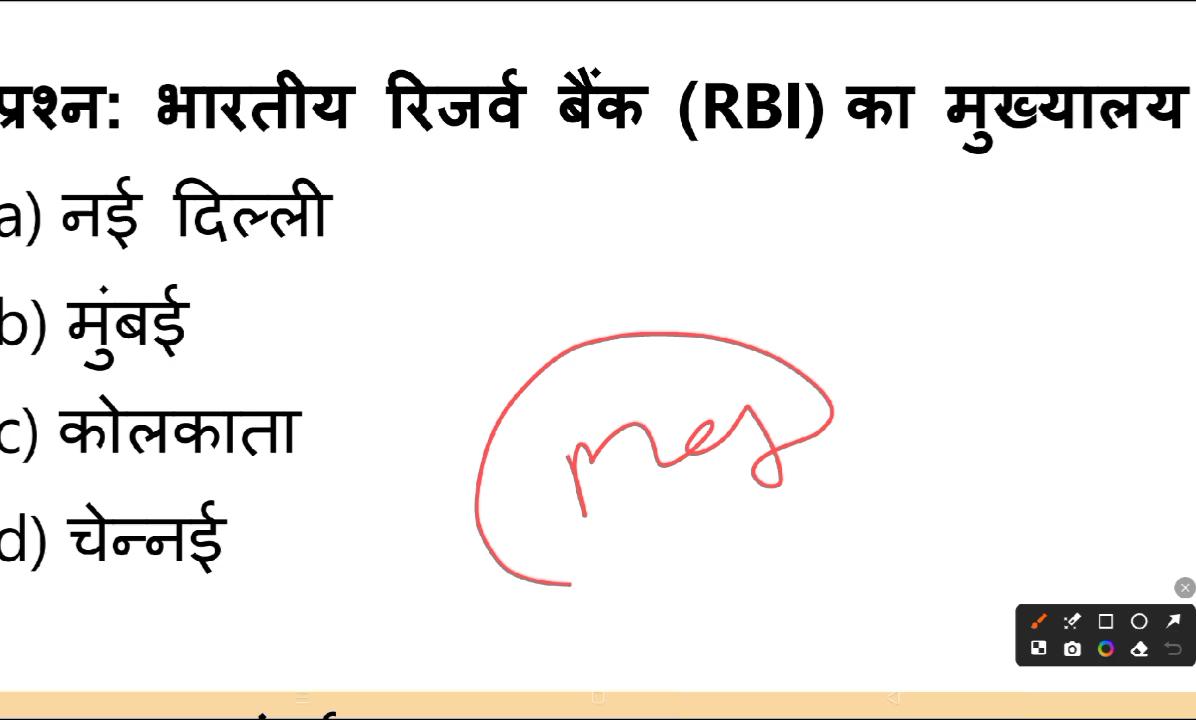 प्रश्न: भारतीय रिजर्व बैंक (RBI) का मुख्यालय
a) नई दिल्ली
b) मुंबई
c) कोलकाता
d) चेन्नई